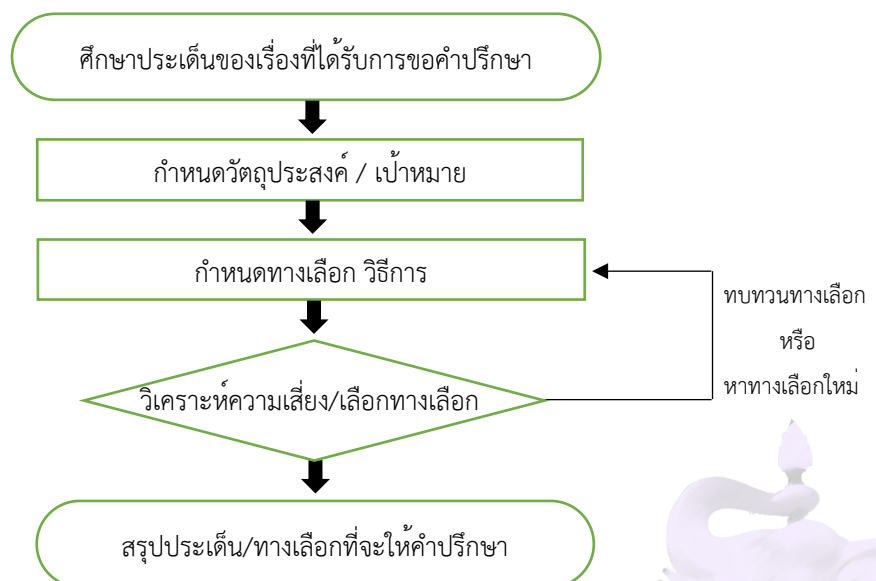 ศึกษาประเด็นของเรื่องที่ได้รับการขอคำปรึกษา
กำหนดวัตถุประสงค์ / เป้าหมาย
กำหนดทางเลือก วิธีการ
ทบทวนทางเลือก
หรือ
หาทางเลือกใหม่
วิเคราะห์ความเสี่ยง/เลือกทางเลือก
สรุปประเด็น/ทางเลือกที่จะให้คำปรึกษา